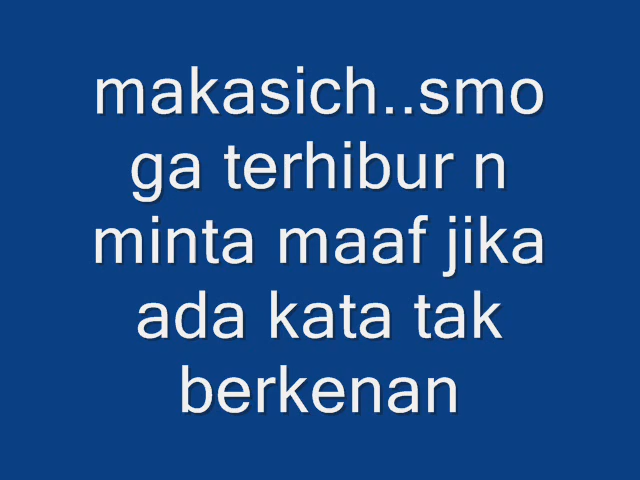 makasich..smo
ga terhibur n
minta maaf jika
ada kata tak
berkenan